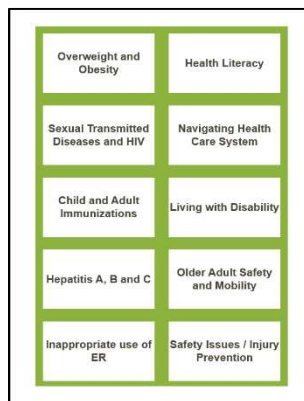 Overweight and
Obesity
Health Literacy
Sexual Transmitted
Diseases and HIV
Navigating Health
Care System
Child and Adult
Immunizations
Living with Disability
Hepatitis A, B and C
Older Adult Safety
and Mobility
Inappropriate use of
ER
Safety Issues / Injury
Prevention